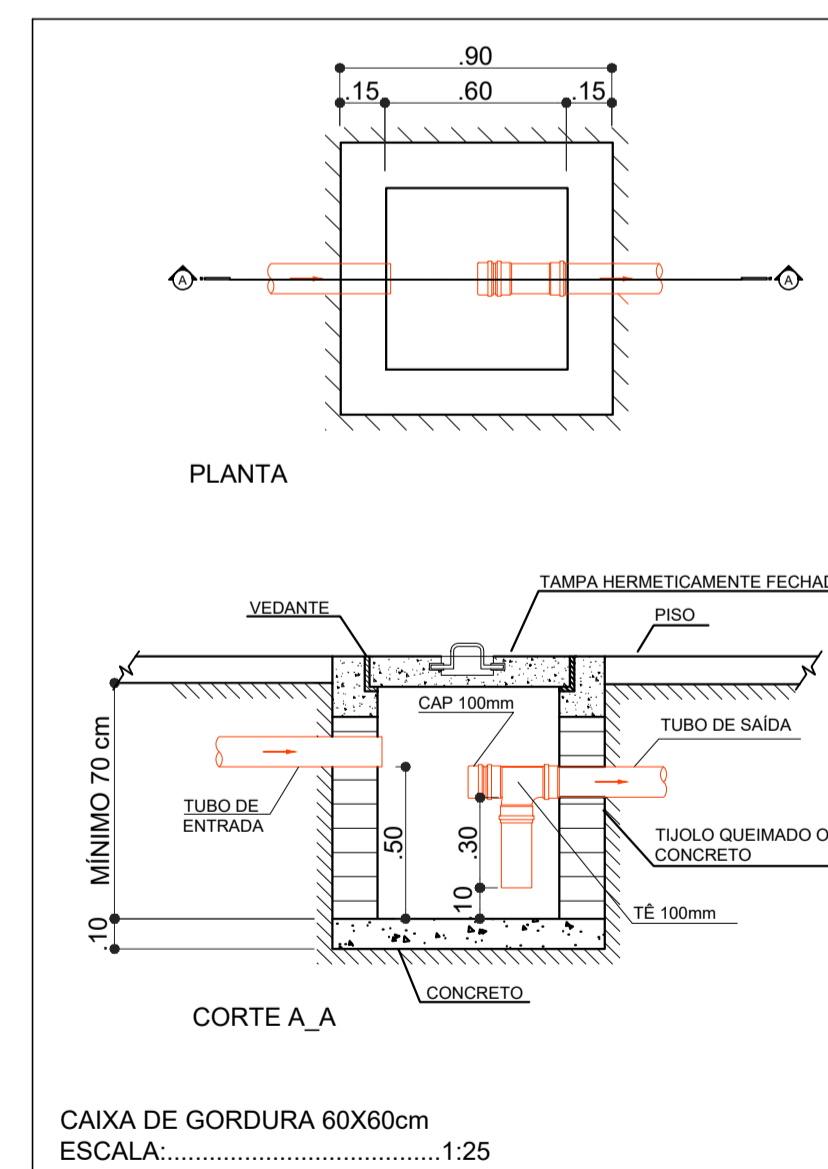 .90
.15
.60
.15
A
A
PLANTA
TAMPA HERMETICAMENTE FECHAD
VEDANTE
PISO
CAP 100mm
TUBO DE SAÍDA
MÍNIMO 70 cm
TUBO DE
ENTRADA
.50
.30
TIJOLO QUEIMADO O
CONCRETO
10
.10
TÊ 100mm
CONCRETO
CORTE A_A
CAIXA DE GORDURA 60X60cm
ESCALA:.......................................1:25